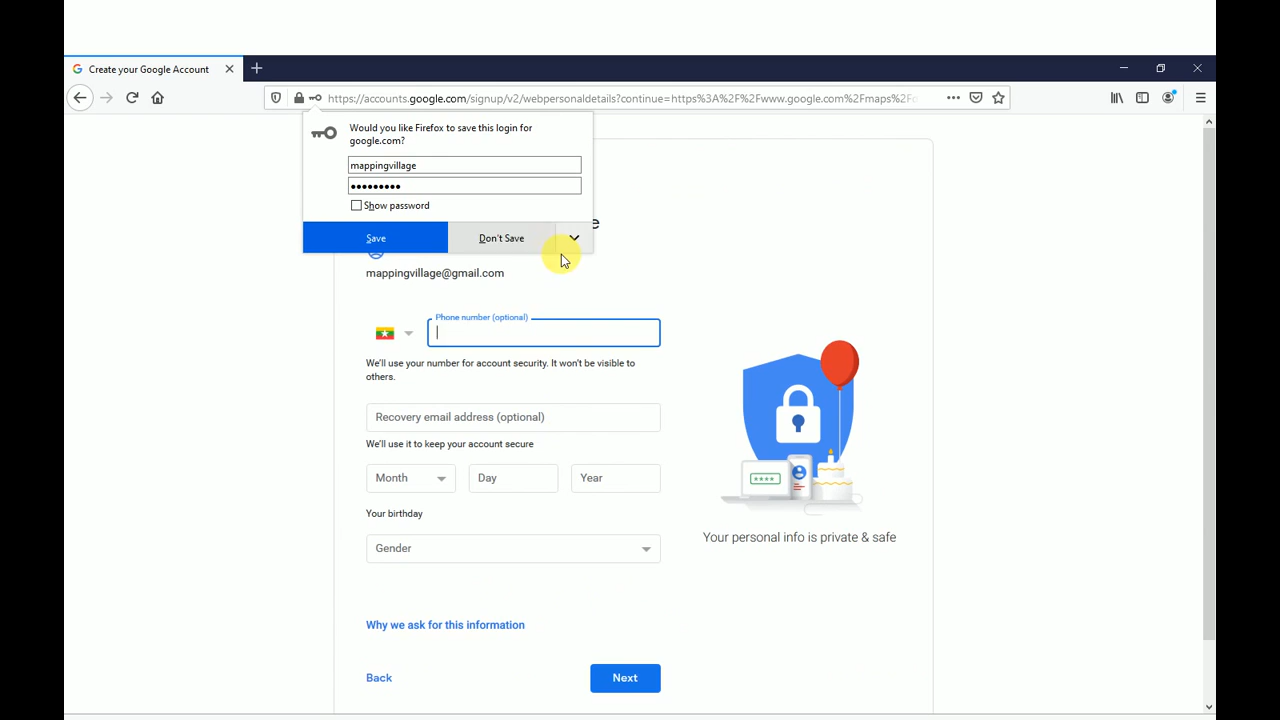 Create your Google Account
https://accounts.google.com/signup/v2/webpersonaldetails?continue=https%3A%2F%2Fwww.google.com%2Fmaps%2F
Would you like Firefox to save this login for
google.com?
mappingvillage
•••••••••
Show password
Save
Don't Save
e
mappingvillage@gmail.com
Phone number (optional)
We'll use your number for account security. It won't be visible to
others.
Recovery email address (optional)
We'll use it to keep your account secure
Month
Day
Year
Your birthday
Gender
Why we ask for this information
Back
Next
****
Your personal info is private & safe